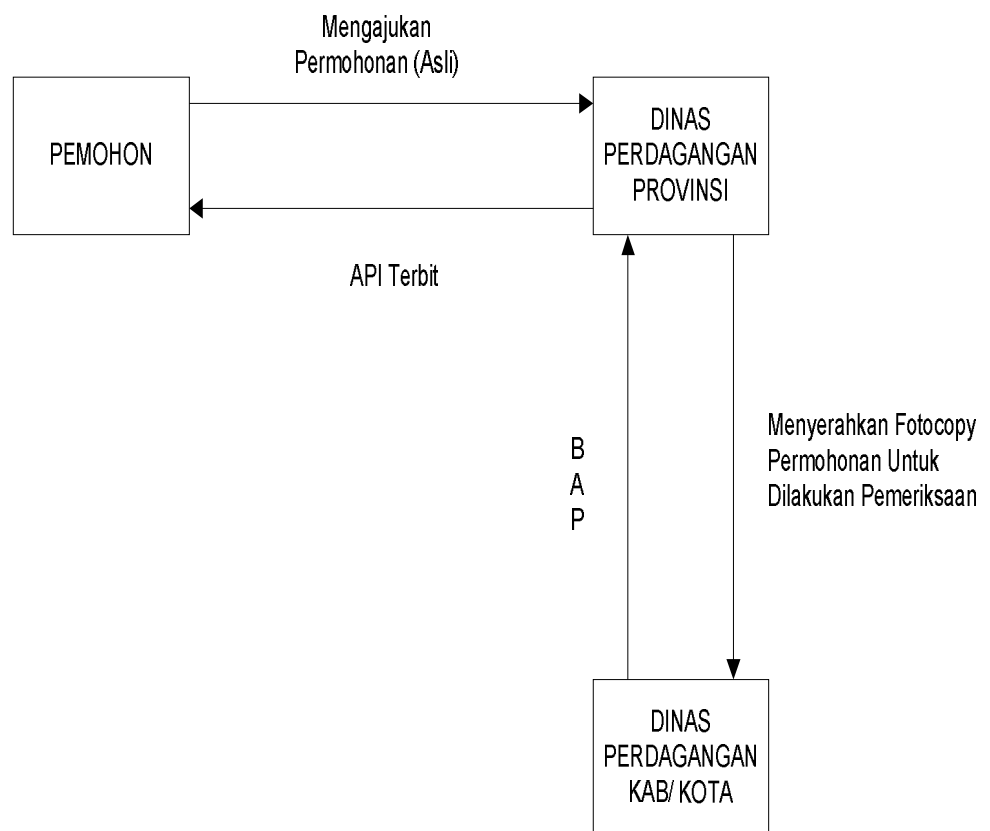 Mengajukan
Permohonan (Asli)
PEMOHON
DINAS
PERDAGANGAN
PROVINSI
API Terbit
B
A
P
Menyerahkan Fotocopy
Permohonan Untuk
Dilakukan Pemeriksaan
DINAS
PERDAGANGAN
KAB/ KOTA